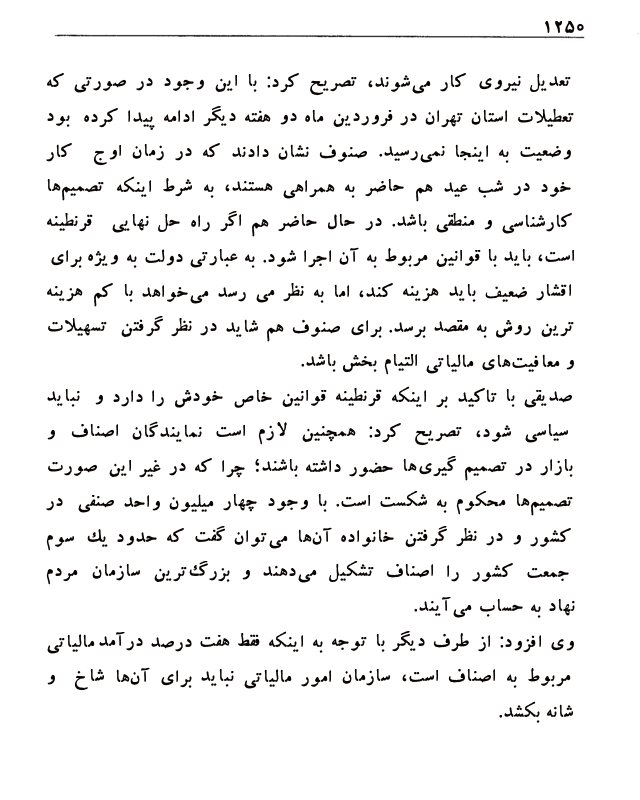 ۱۲۵۰
تعدیل نیروی کار می‌شوند، تصریح کرد: با این وجود در صورتی که
تعطیلات استان تهران در فروردین ماه دو هفته دیگر ادامه پیدا کرده بود
وضعیت به اینجا نمی‌رسید. صنوف نشان دادند که در زمان اوج کار
خود در شب عید هم حاضر به همراهی هستند، به شرط اینکه تصمیم‌ها
کارشناسی و منطقی باشد. در حال حاضر هم اگر راه حل نهایی قرنطینه
است، باید با قوانین مربوط به آن اجرا شود. به عبارتی دولت به ویژه برای
اقشار ضعیف باید هزینه کند، اما به نظر می رسد می‌خواهد با کم هزینه
ترین روش به مقصد برسد. برای صنوف هم شاید در نظر گرفتن تسهیلات
و معافیت‌های مالیاتی التیام بخش باشد.
صدیقی با تاکید بر اینکه قرنطینه قوانین خاص خودش را دارد و نباید
سیاسی شود، تصریح کرد: همچنین لازم است نمایندگان اصناف و
بازار در تصمیم گیری‌ها حضور داشته باشند؛ چرا که در غیر این صورت
تصمیم‌ها محکوم به شکست است. با وجود چهار میلیون واحد صنفی در
کشور و در نظر گرفتن خانواده آن‌ها می‌توان گفت که حدود یك سوم
جمعت کشور را اصناف تشکیل می‌دهند و بزرگ‌ترین سازمان مردم
نهاد به حساب می‌آیند.
وی افزود: از طرف دیگر با توجه به اینکه فقط هفت درصد درآمد مالیاتی
مربوط به اصناف است، سازمان امور مالیاتی نباید برای آن‌ها شاخ و
شانه بکشد.